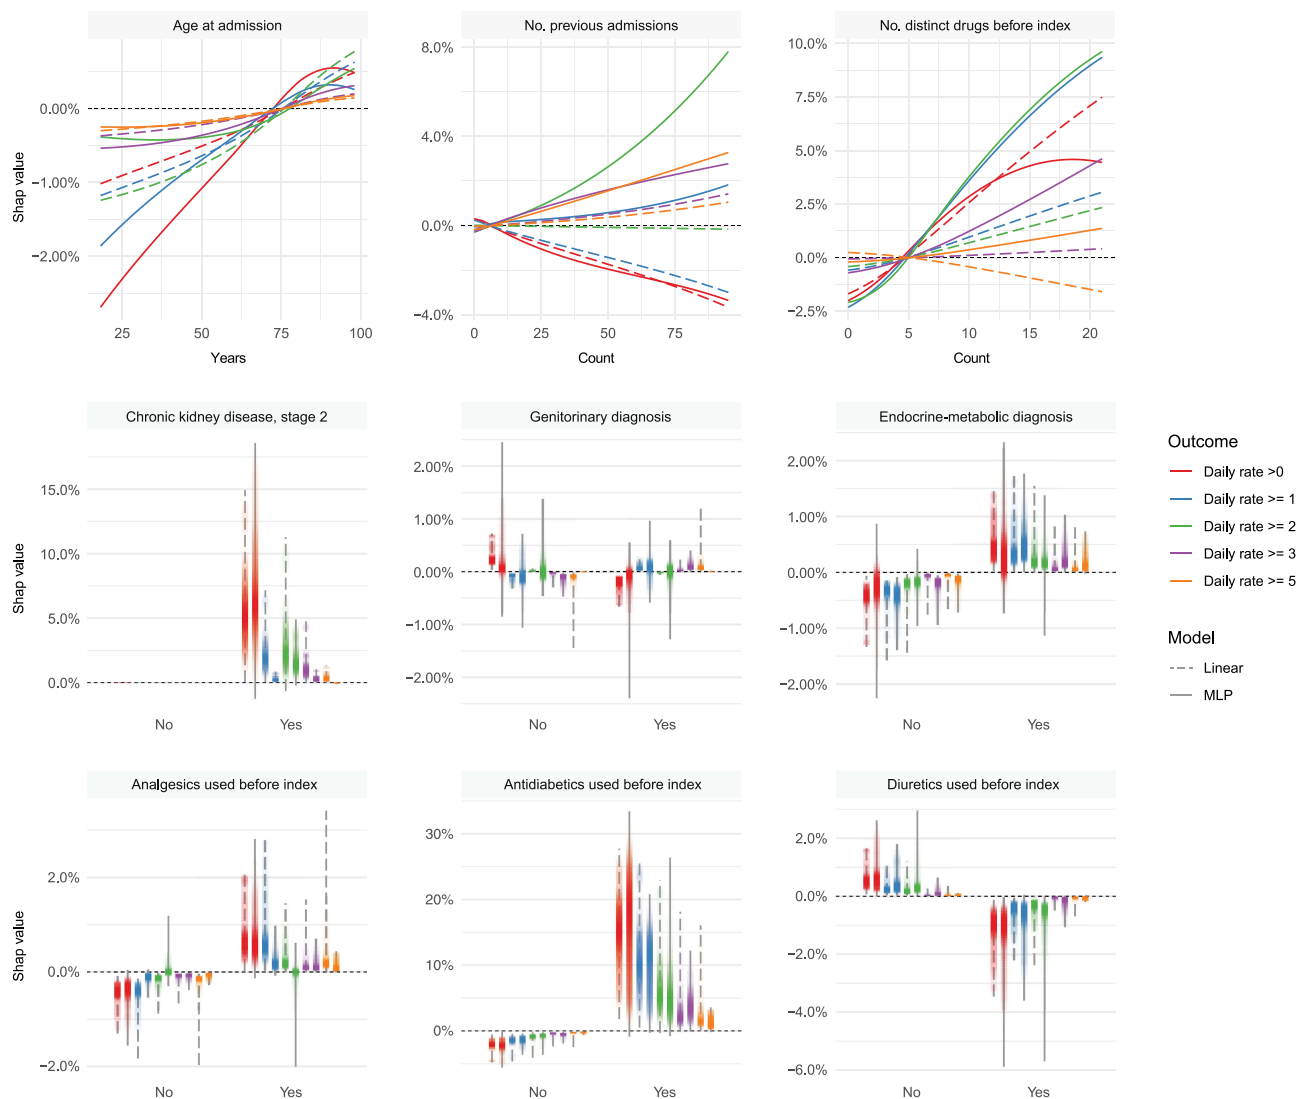 Age at admission
No. previous admissions
No. distinct drugs before index
Shap value
0.00%
−1.00%
−2.00%
25
50
75
100
Years
8.0%
4.0%
0.0%
−4.0%
0
25
50
75
Count
10.0%
7.5%
5.0%
2.5%
0.0%
−2.5%
0
5
10
15
20
Count
Chronic kidney disease, stage 2
Genitorinary diagnosis
Endocrine-metabolic diagnosis
Shap value
15.0%
10.0%
5.0%
0.0%
No
Yes
2.00%
1.00%
0.00%
−1.00%
−2.00%
No
Yes
2.00%
1.00%
0.00%
−1.00%
−2.00%
No
Yes
Outcome
Daily rate >0
Daily rate >= 1
Daily rate >= 2
Daily rate >= 3
Daily rate >= 5
Model
Linear
MLP
Analgesics used before index
Antidiabetics used before index
Diuretics used before index
Shap value
2.0%
0.0%
−2.0%
No
Yes
30%
20%
10%
0%
No
Yes
2.0%
0.0%
−2.0%
−4.0%
−6.0%
No
Yes